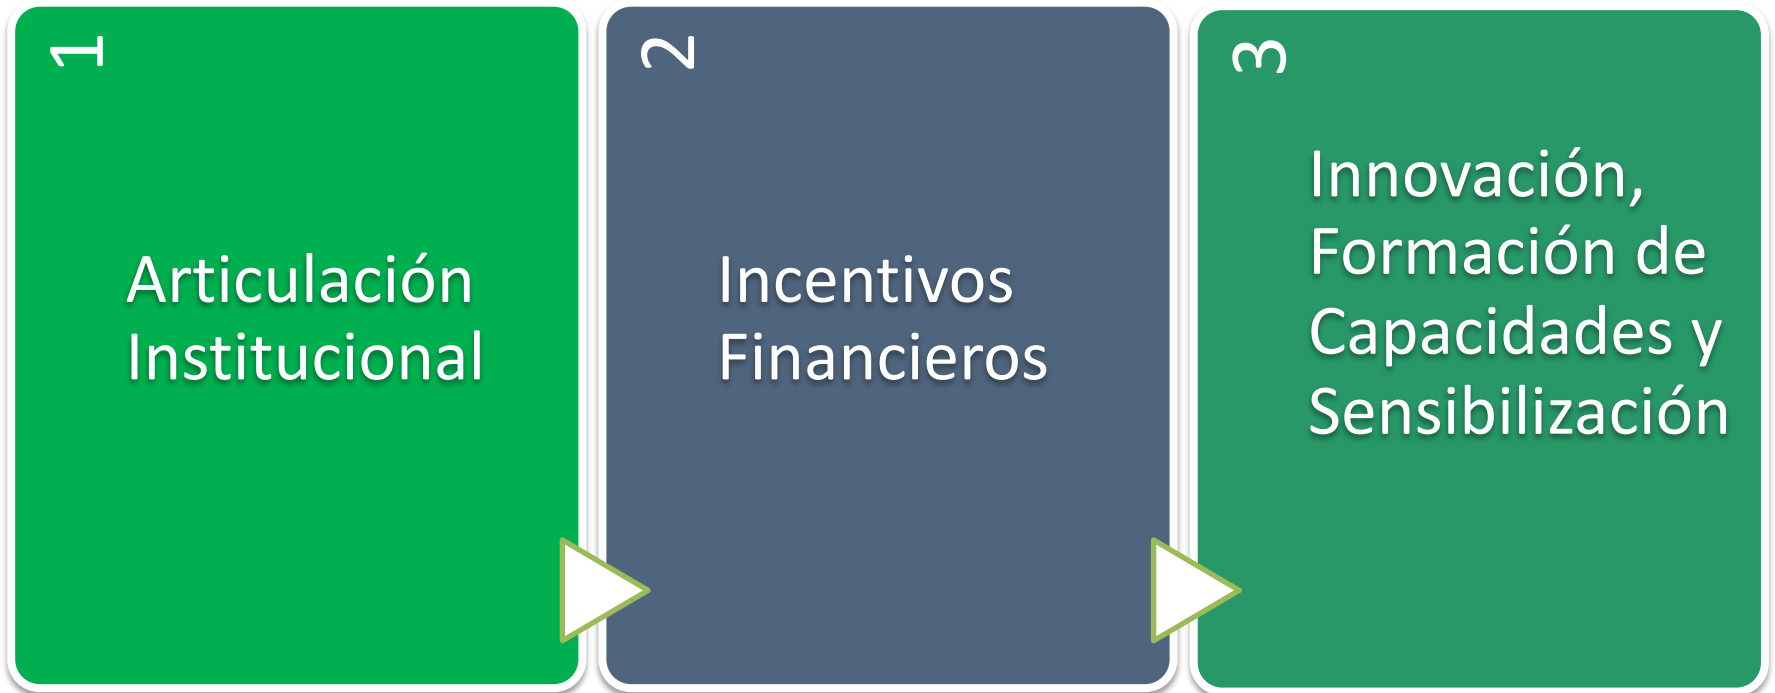 1
Articulación
Institucional
2
Incentivos
Financieros
3
Innovación,
Formación de
Capacidades y
Sensibilización